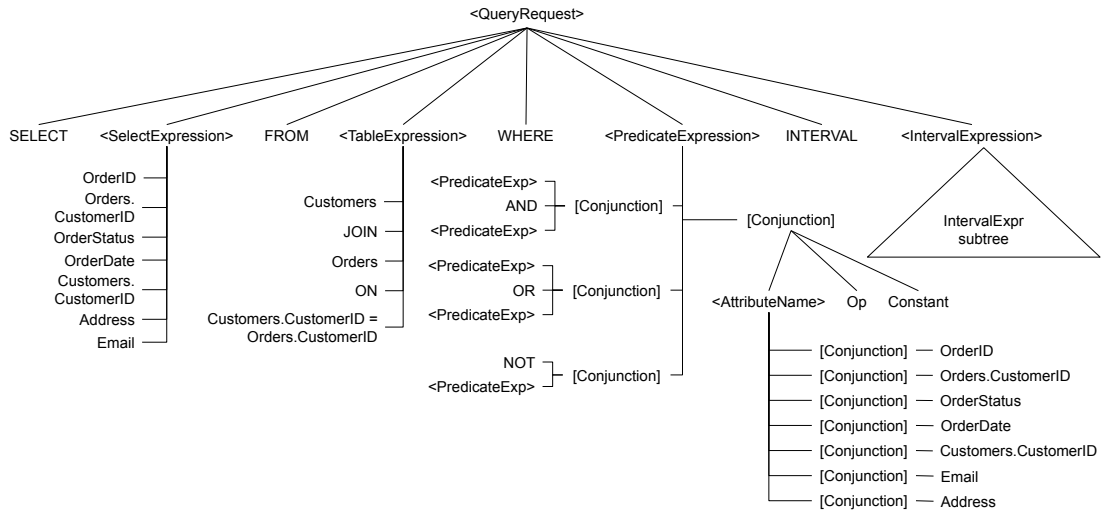 <QueryRequest>
SELECT
<SelectExpression>
FROM
<TableExpression>
WHERE
<PredicateExpression>
INTERVAL
<IntervalExpression>
OrderID
Orders.
CustomerID
OrderStatus
OrderDate
Customers.
CustomerID
Address
Email
Customers
JOIN
Orders
ON
Customers.CustomerID =
Orders.CustomerID
<PredicateExp>
AND
<PredicateExp>
[Conjunction]
<PredicateExp>
OR
<PredicateExp>
[Conjunction]
NOT
<PredicateExp>
[Conjunction]
[Conjunction]
<AttributeName>
Op
Constant
[Conjunction] OrderID
[Conjunction] Orders.CustomerID
[Conjunction] OrderStatus
[Conjunction] OrderDate
[Conjunction] Customers.CustomerID
[Conjunction] Email
[Conjunction] Address
IntervalExpr
subtree